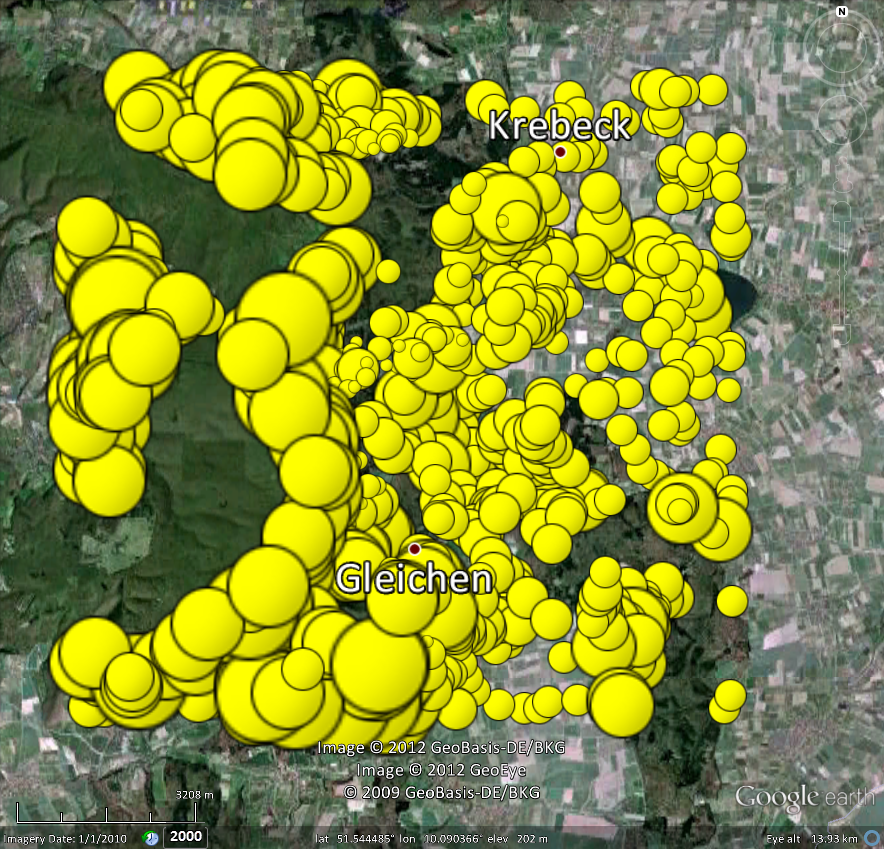 N
Krebeck
Gleichen
Image © 2012 GeoBasis-DE/BKG
Image © 2012 GeoEye
© 2009 GeoBasis-DE/BKG
3208 m
Google earth
Imagery Date: 1/1/2010 2000 lat 51.544485° lon 10.090366° elev 202 m Eye alt 13.93 km